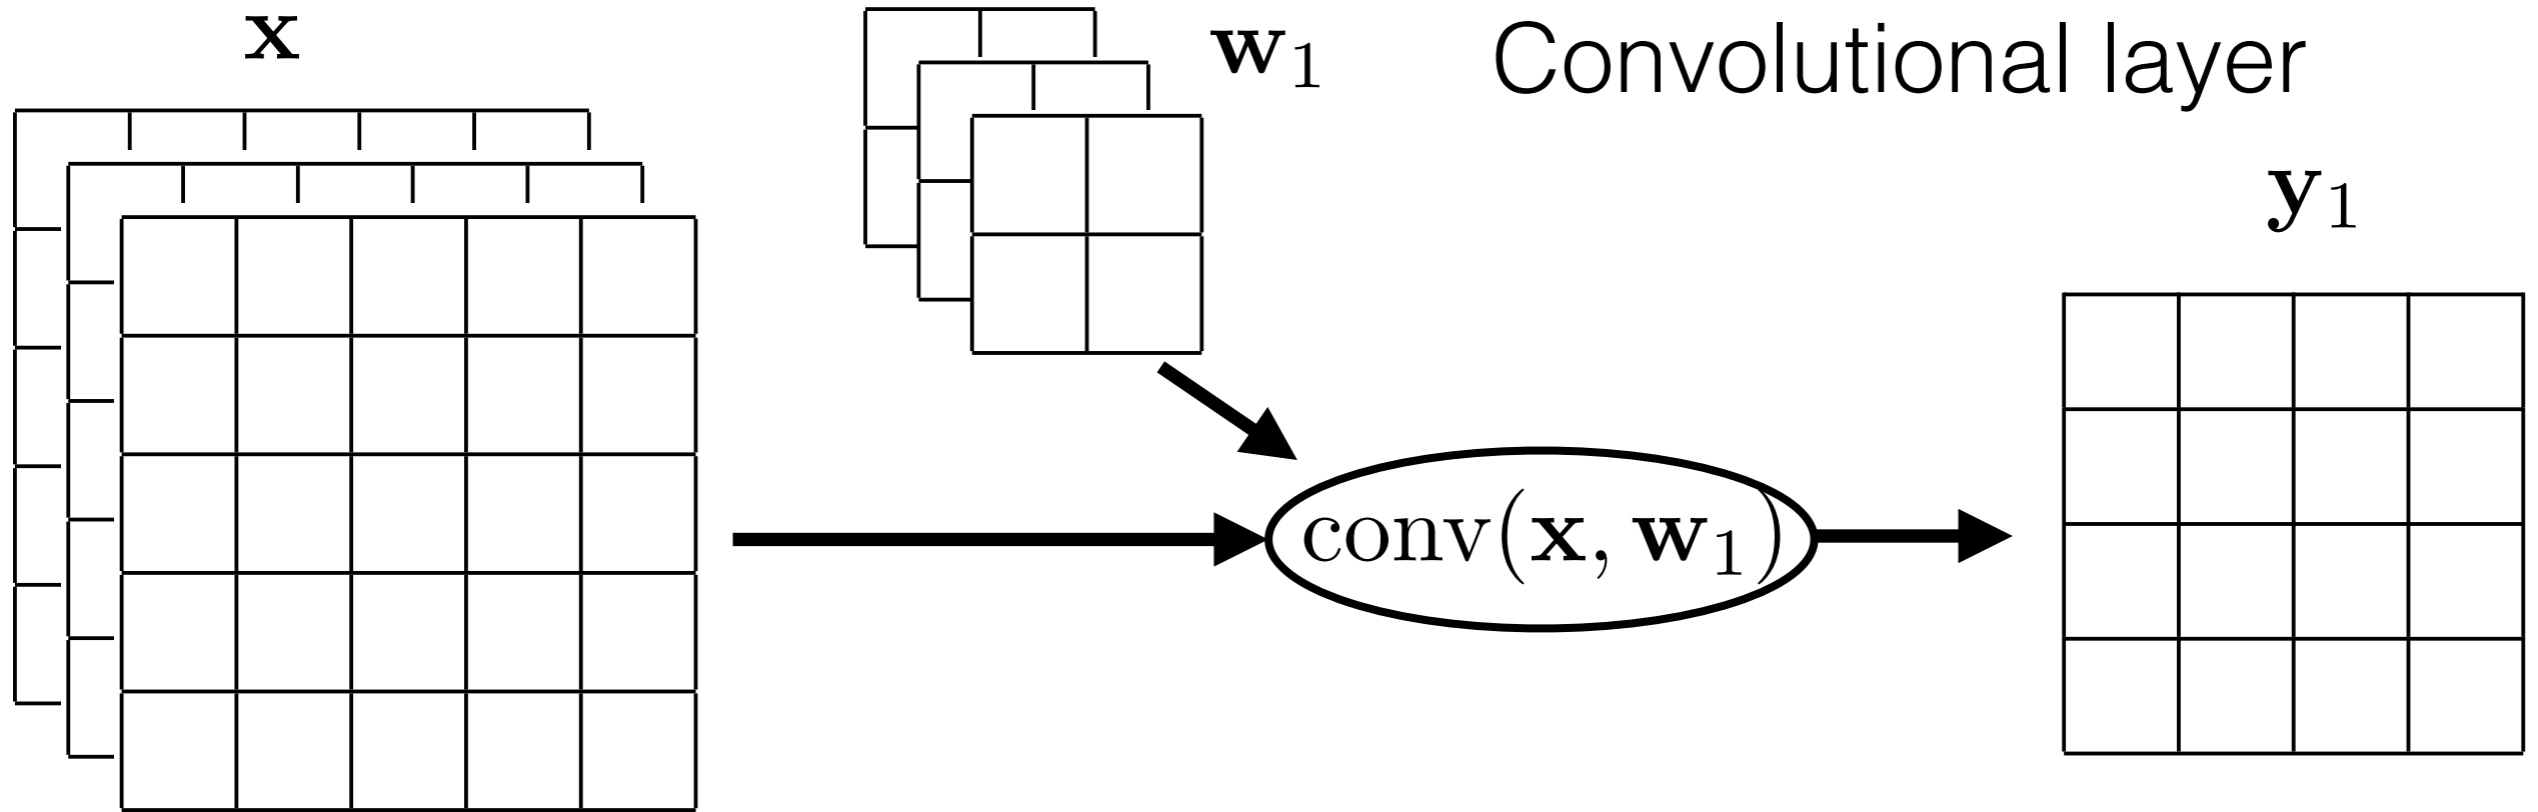 x
w₁
Convolutional layer
y₁
conv(x, w₁)